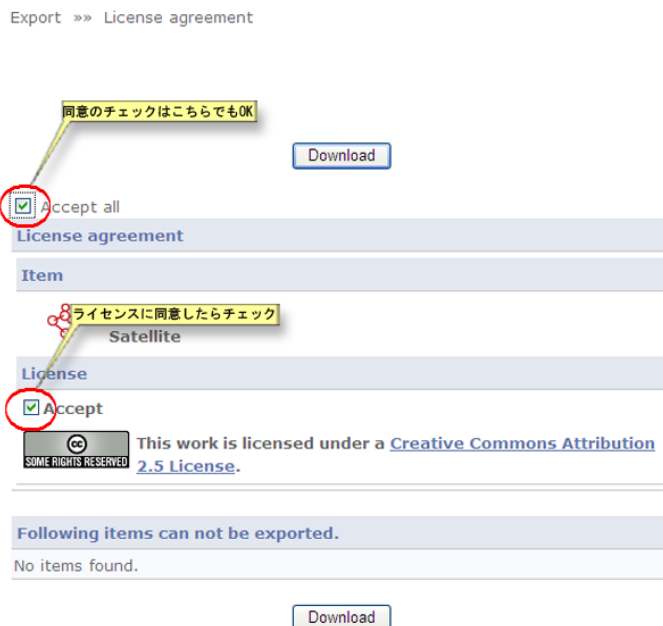 Export »» License agreement
同意のチェックはこちらでもOK
Download
Accept all
License agreement
Item
ライセンスに同意したらチェック
Satellite
License
Accept
cc
SOME RIGHTS RESERVED
This work is licensed under a Creative Commons Attribution
2.5 License.
Following items can not be exported.
No items found.
Download